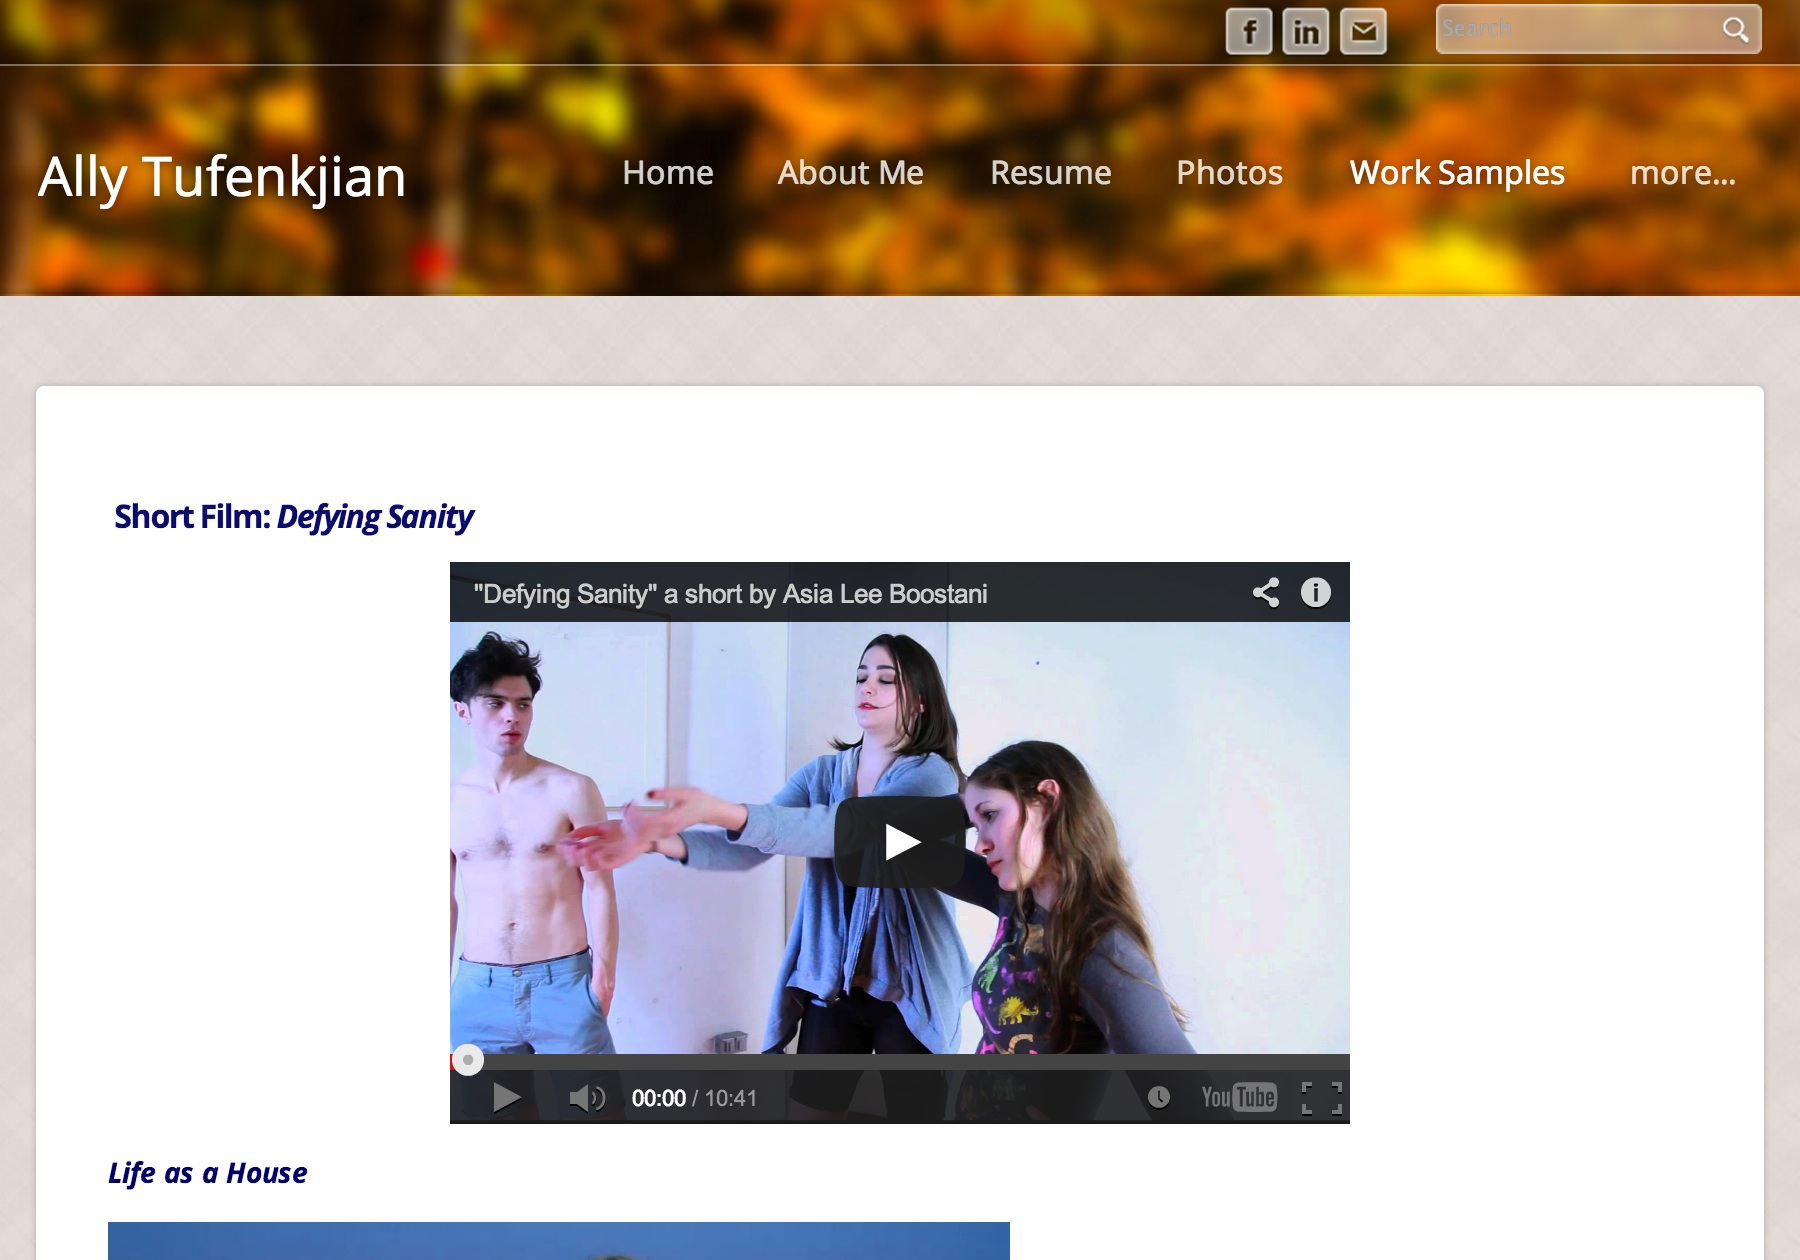 f in
Search
Ally Tufenkjian
Home About Me Resume Photos Work Samples more...
Short Film: Defying Sanity
"Defying Sanity" a short by Asia Lee Boostani
i
00:00 / 10:41
YouTube
Life as a House